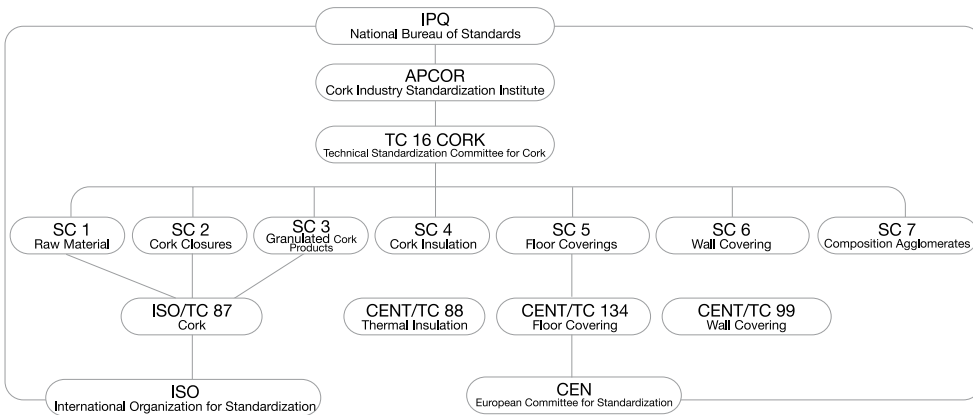 IPQ
National Bureau of Standards
APCOR
Cork Industry Standardization Institute
TC 16 CORK
Technical Standardization Committee for Cork
SC 1
Raw Material
SC 2
Cork Closures
SC 3
Granulated Cork
Products
SC 4
Cork Insulation
SC 5
Floor Coverings
SC 6
Wall Covering
SC 7
Composition Agglomerates
ISO/TC 87
Cork
CENT/TC 88
Thermal Insulation
CENT/TC 134
Floor Covering
CENT/TC 99
Wall Covering
ISO
International Organization for Standardization
CEN
European Committee for Standardization